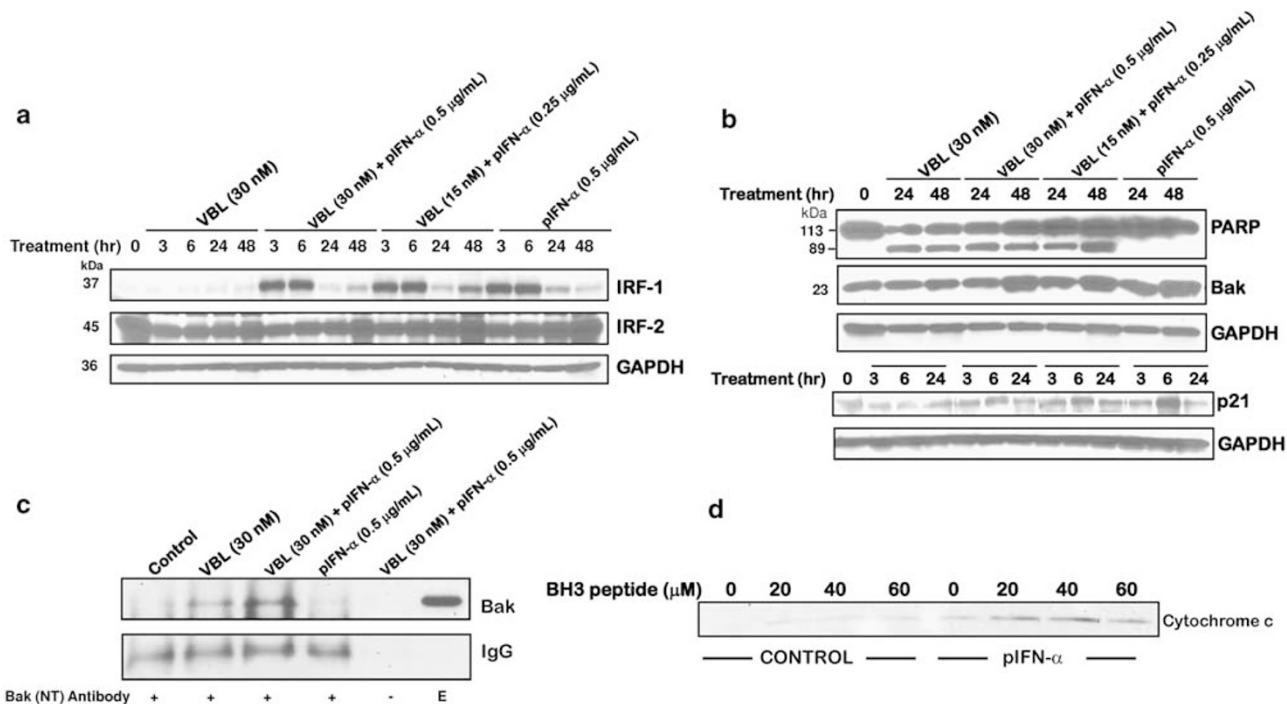 a
VBL (30 nM)
VBL (30 nM) + pIFN-α (0.5 μg/mL)
VBL (15 nM) + pIFN-α (0.25 μg/mL)
pIFN-α (0.5 μg/mL)
Treatment (hr) 0 3 6 24 48 3 6 24 48 3 6 24 48 3 6 24 48
kDa
37 IRF-1
45 IRF-2
36 GAPDH
b
VBL (30 nM)
VBL (30 nM) + pIFN-α (0.5 μg/mL)
VBL (15 nM) + pIFN-α (0.25 μg/mL)
pIFN-α (0.5 μg/mL)
Treatment (hr) 0 24 48 24 48 24 48 24 48
kDa
113 PARP
89
23 Bak
GAPDH
Treatment (hr) 0 3 6 24 3 6 24 3 6 24 3 6 24
p21
GAPDH
c
Control
VBL (30 nM)
VBL (30 nM) + pIFN-α (0.5 μg/mL)
pIFN-α (0.5 μg/mL)
VBL (30 nM) + pIFN-α (0.5 μg/mL)
Bak
IgG
Bak (NT) Antibody + + + + - E
d
BH3 peptide (μM) 0 20 40 60 0 20 40 60
Cytochrome c
CONTROL pIFN-α